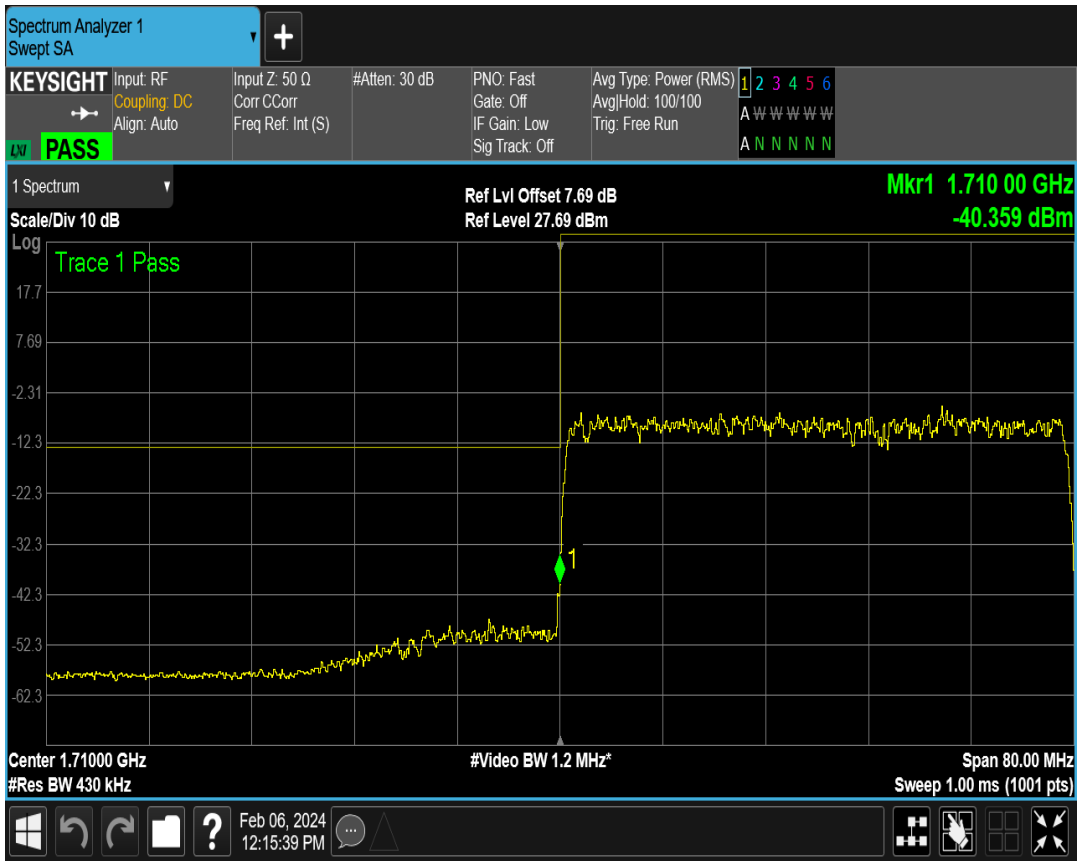 Spectrum Analyzer 1
Swept SA
+
KEYSIGHT
LXI PASS
Input: RF
Coupling: DC
Align: Auto
Input Z: 50 Ω
Corr CCorr
Freq Ref: Int (S)
#Atten: 30 dB
PNO: Fast
Gate: Off
IF Gain: Low
Sig Track: Off
Avg Type: Power (RMS)
Avg|Hold: 100/100
Trig: Free Run
1 2 3 4 5 6
A W W W W W
A N N N N N
1 Spectrum
Scale/Div 10 dB
Ref Lvl Offset 7.69 dB
Ref Level 27.69 dBm
Mkr1 1.710 00 GHz
-40.359 dBm
Log
Trace 1 Pass
17.7
7.69
-2.31
-12.3
-22.3
-32.3
1
-42.3
-52.3
-62.3
Center 1.71000 GHz
#Video BW 1.2 MHz*
Span 80.00 MHz
#Res BW 430 kHz
Sweep 1.00 ms (1001 pts)
?
Feb 06, 2024
12:15:39 PM